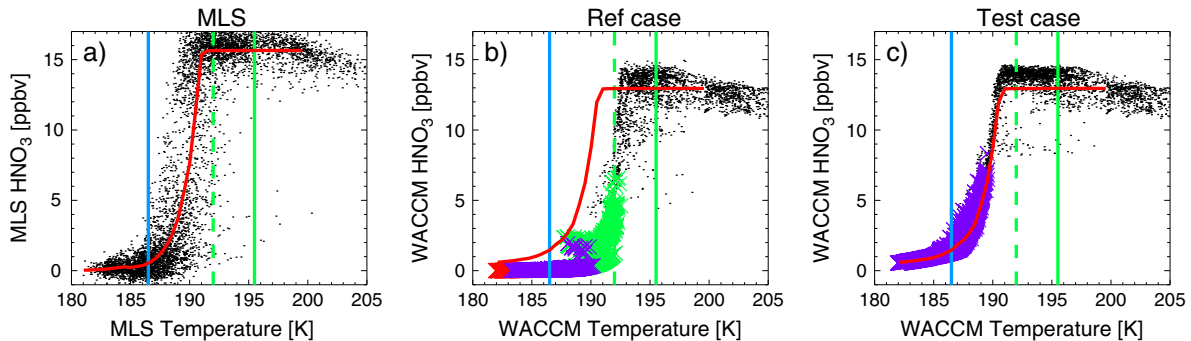 MLS
a)
MLS HNO3 [ppbv]
15
10
5
0
180 185 190 195 200 205
MLS Temperature [K]
Ref case
b)
WACCM HNO3 [ppbv]
15
10
5
0
180 185 190 195 200 205
WACCM Temperature [K]
Test case
c)
WACCM HNO3 [ppbv]
15
10
5
0
180 185 190 195 200 205
WACCM Temperature [K]